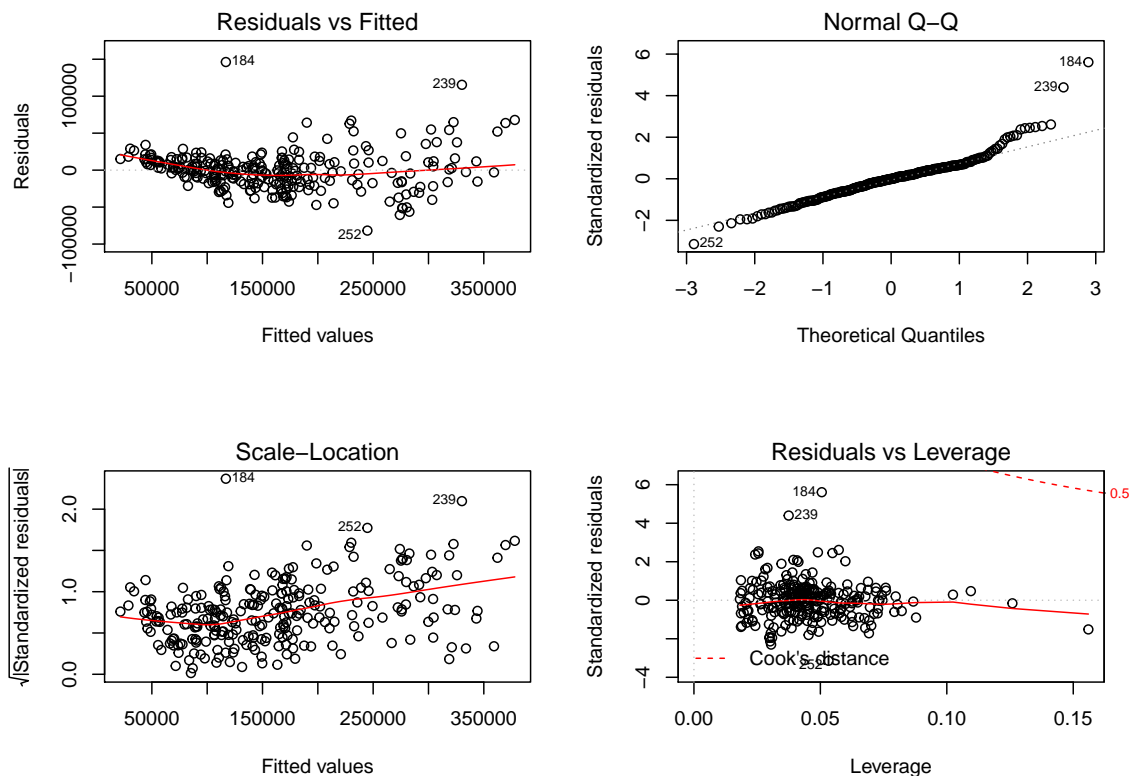 Residuals vs Fitted
Residuals
−100000 0 100000
184
239
252
50000 150000 250000 350000
Fitted values
Normal Q−Q
Standardized residuals
−2 0 2 4 6
184
239
252
−3 −2 −1 0 1 2 3
Theoretical Quantiles
Scale−Location
√|Standardized residuals|
0.0 1.0 2.0
184
239
252
50000 150000 250000 350000
Fitted values
Residuals vs Leverage
Standardized residuals
−4 −2 0 2 4 6
184
239
252
0.5
Cook's distance
0.00 0.05 0.10 0.15
Leverage